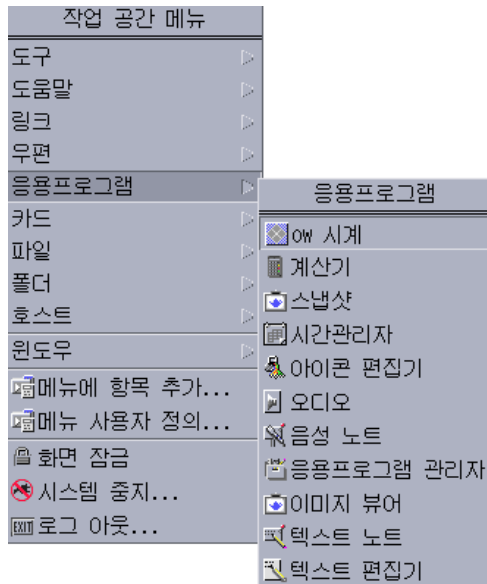 작업 공간 메뉴
도구
도움말
링크
우편
응용프로그램
카드
파일
폴더
호스트
윈도우
메뉴에 항목 추가...
메뉴 사용자 정의...
화면 잠금
시스템 중지...
EXIT 로그 아웃...
응용프로그램
OW 시계
계산기
스냅샷
시간관리자
아이콘 편집기
오디오
음성 노트
응용프로그램 관리자
이미지 뷰어
텍스트 노트
텍스트 편집기